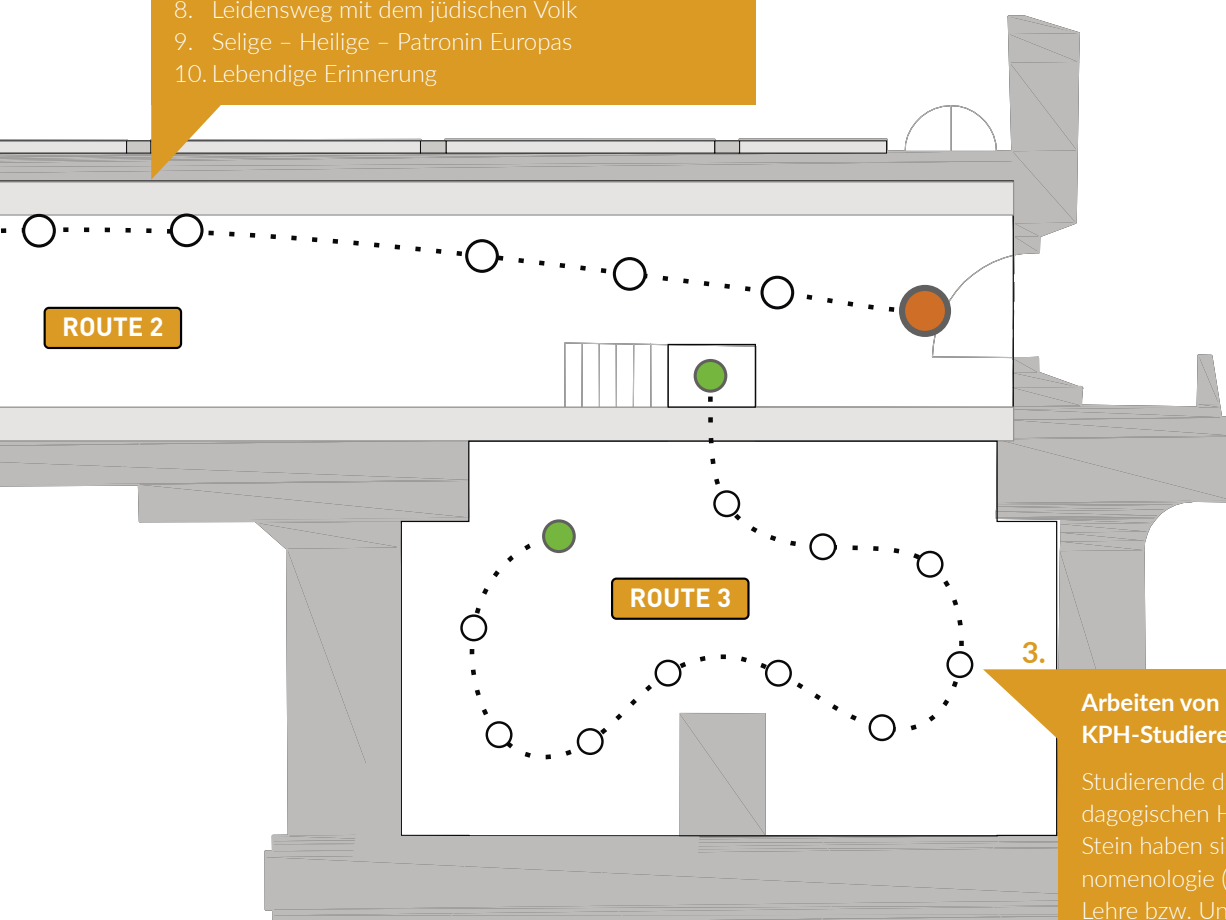 8. Leidensweg mit dem jüdischen Volk
9. Selige – Heilige – Patronin Europas
10. Lebendige Erinnerung
ROUTE 2
ROUTE 3
3.
Arbeiten von
KPH-Studiere
Studierende d
dagogischen H
Stein haben si
nomenologie (
Lehre bzw. Un